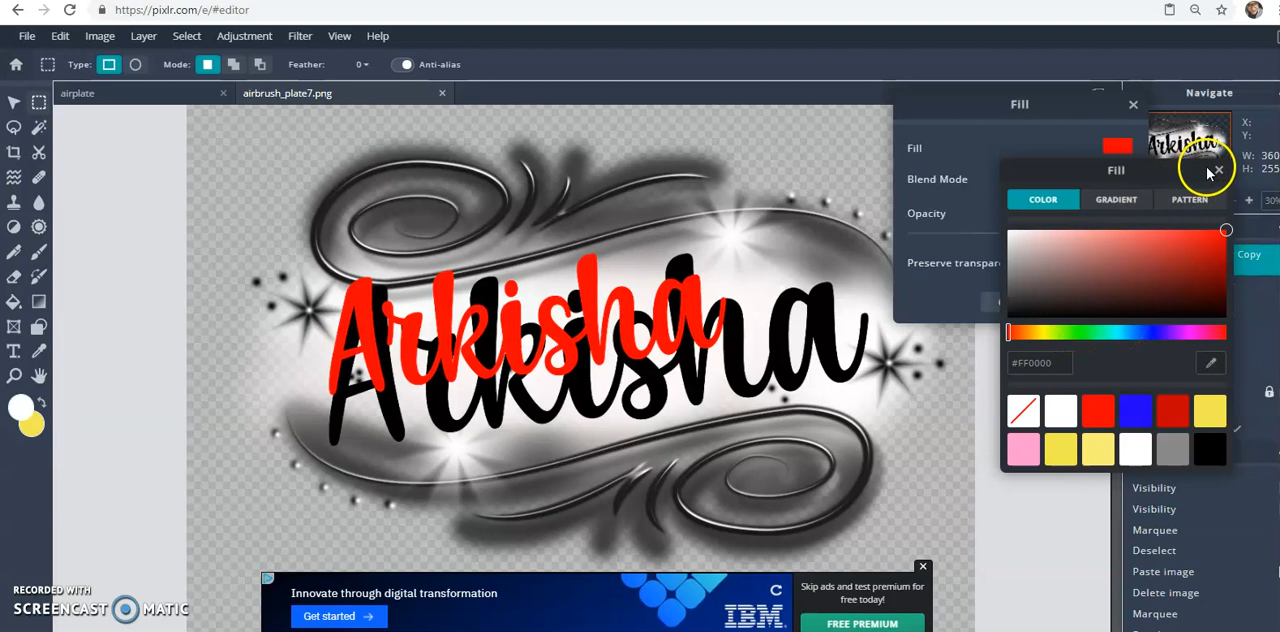 https://pixlr.com/e/#editor
File Edit Image Layer Select Adjustment Filter View Help
Type: Mode: Feather: 0 Anti-alias
airplate × airbrush_plate7.png × Navigate
Fill ×
Arkisha
X:
Y:
W: 360
H: 255
Fill
Blend Mode
Fill ×
COLOR GRADIENT PATTERN
30%
Opacity
Copy
Preserve transpare
Arkisha
Arkisha
#FF0000
Visibility
Visibility
Marquee
Deselect
Paste image
Delete image
Marquee
Innovate through digital transformation
Get started →
IBM
Skip ads and test premium for
free today!
FREE PREMIUM
RECORDED WITH
SCREENCAST MATIC